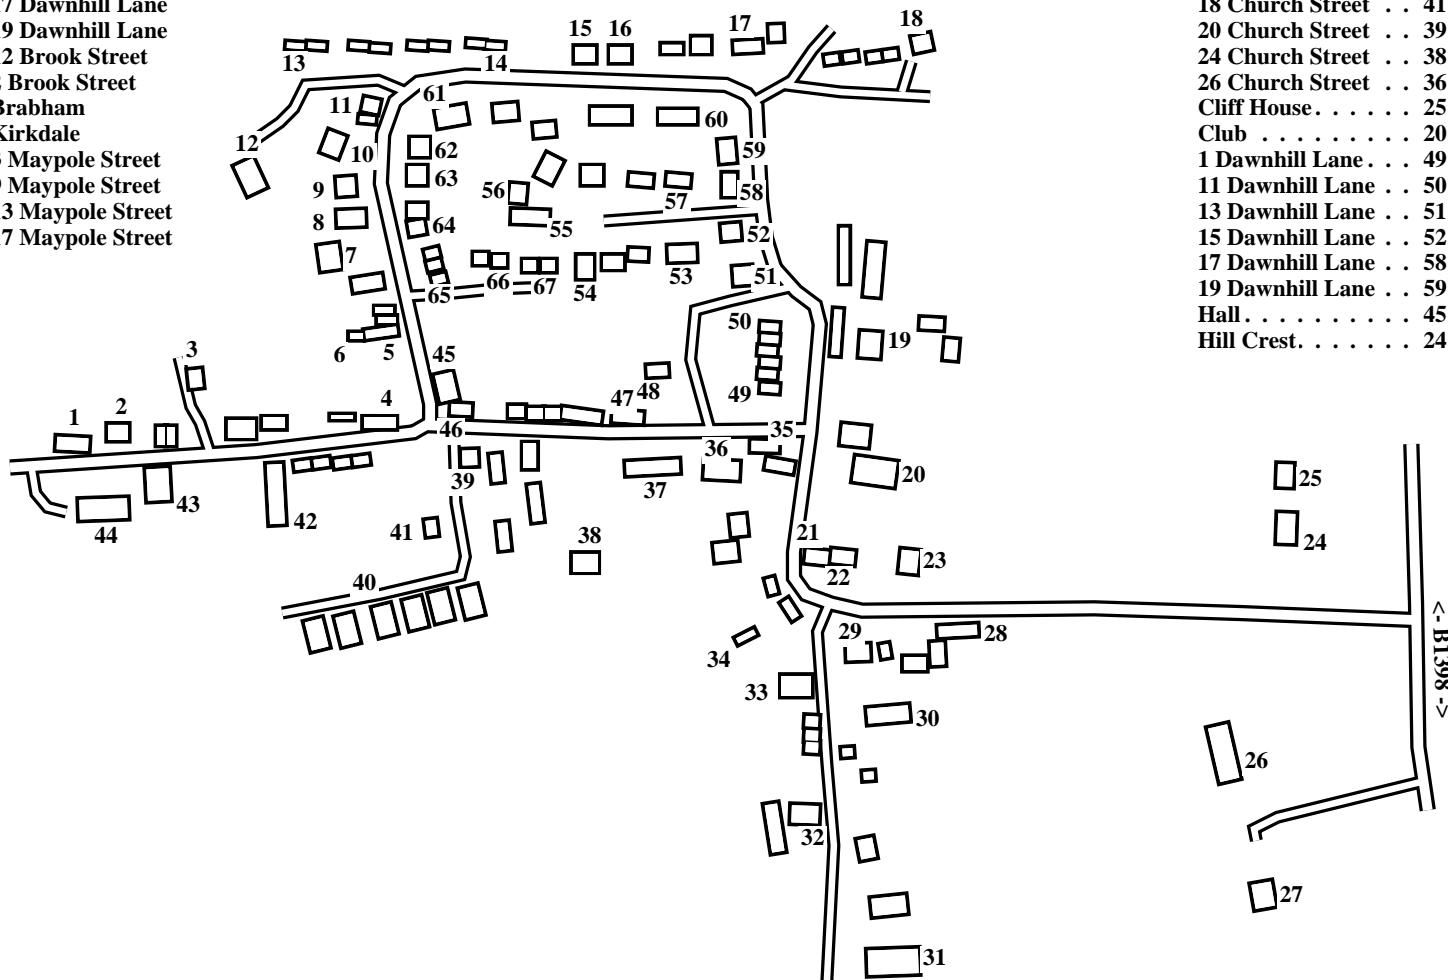 Dawnhill Lane
19 Dawnhill Lane
Brook Street
Brook Street
Brabham
Kirkdale
Maypole Street
Maypole Street
Maypole Street
Maypole Street
18 Church Street . . 41
20 Church Street . . 39
24 Church Street . . 38
26 Church Street . . 36
Cliff House . . . . . 25
Club . . . . . . . . 20
1 Dawnhill Lane . . . 49
11 Dawnhill Lane . . 50
13 Dawnhill Lane . . 51
15 Dawnhill Lane . . 52
17 Dawnhill Lane . . 58
19 Dawnhill Lane . . 59
Hall . . . . . . . . . . 45
Hill Crest . . . . . . . 24
15 16 17 18
13 14
61
11
12
10
62
60
59
9
63
56
57
58
8
64
55
52
7
66
67
53
51
65
54
50
19
6 5
45
3
48
49
47
4
2
1
46
35
36
39
37
20
25
43
42
41
44
38
21
24
40
22
23
29
28
34
33
30
<- B1398 ->
26
32
27
31